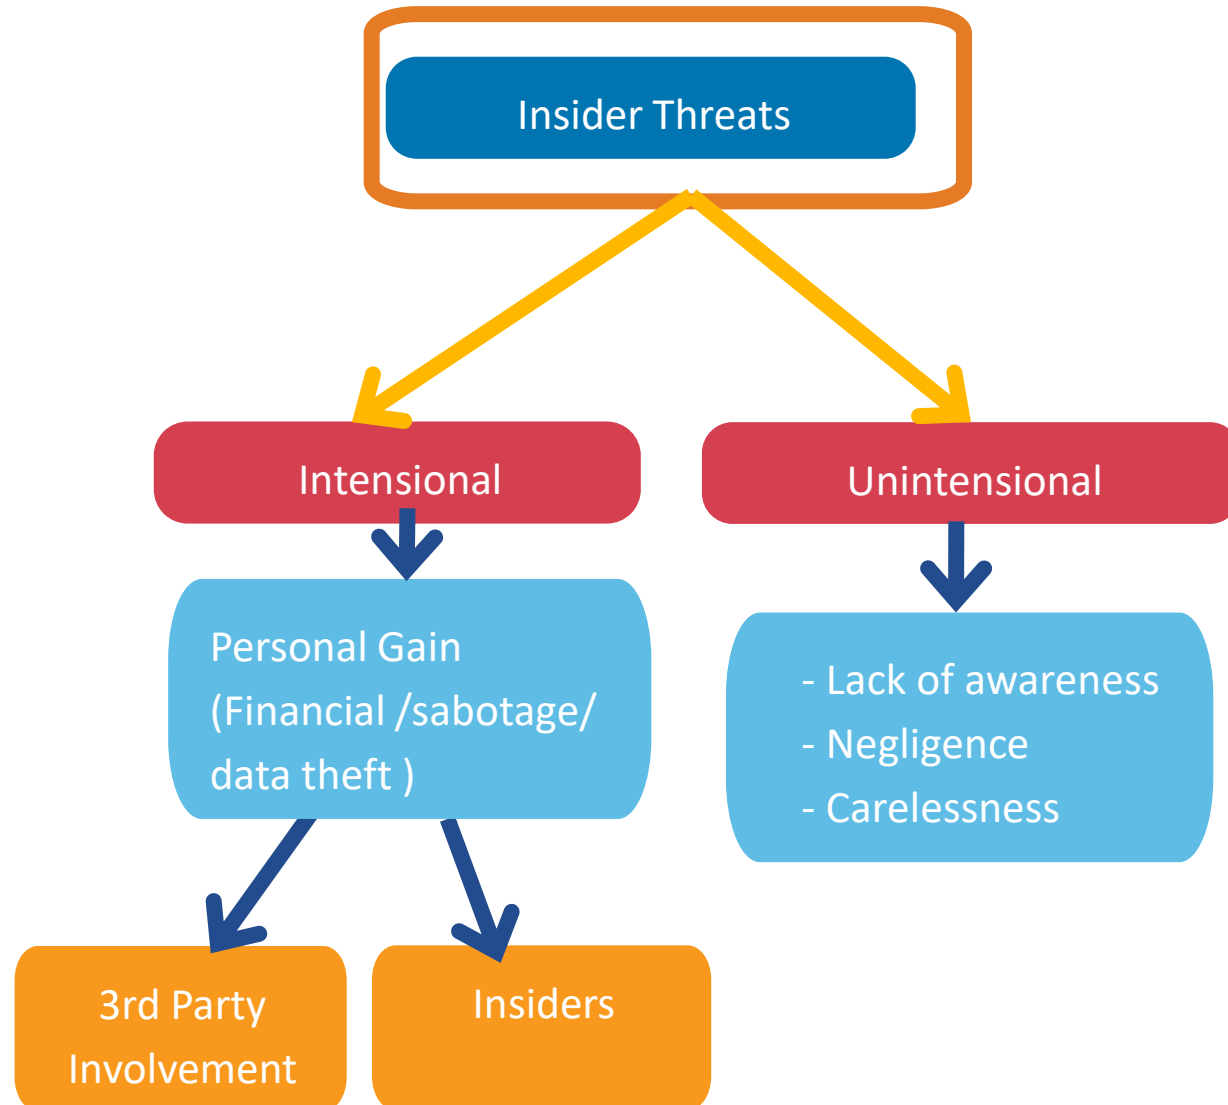 Insider Threats
Intensional
Unintensional
Personal Gain
(Financial /sabotage/
data theft )
- Lack of awareness
- Negligence
- Carelessness
3rd Party
Involvement
Insiders